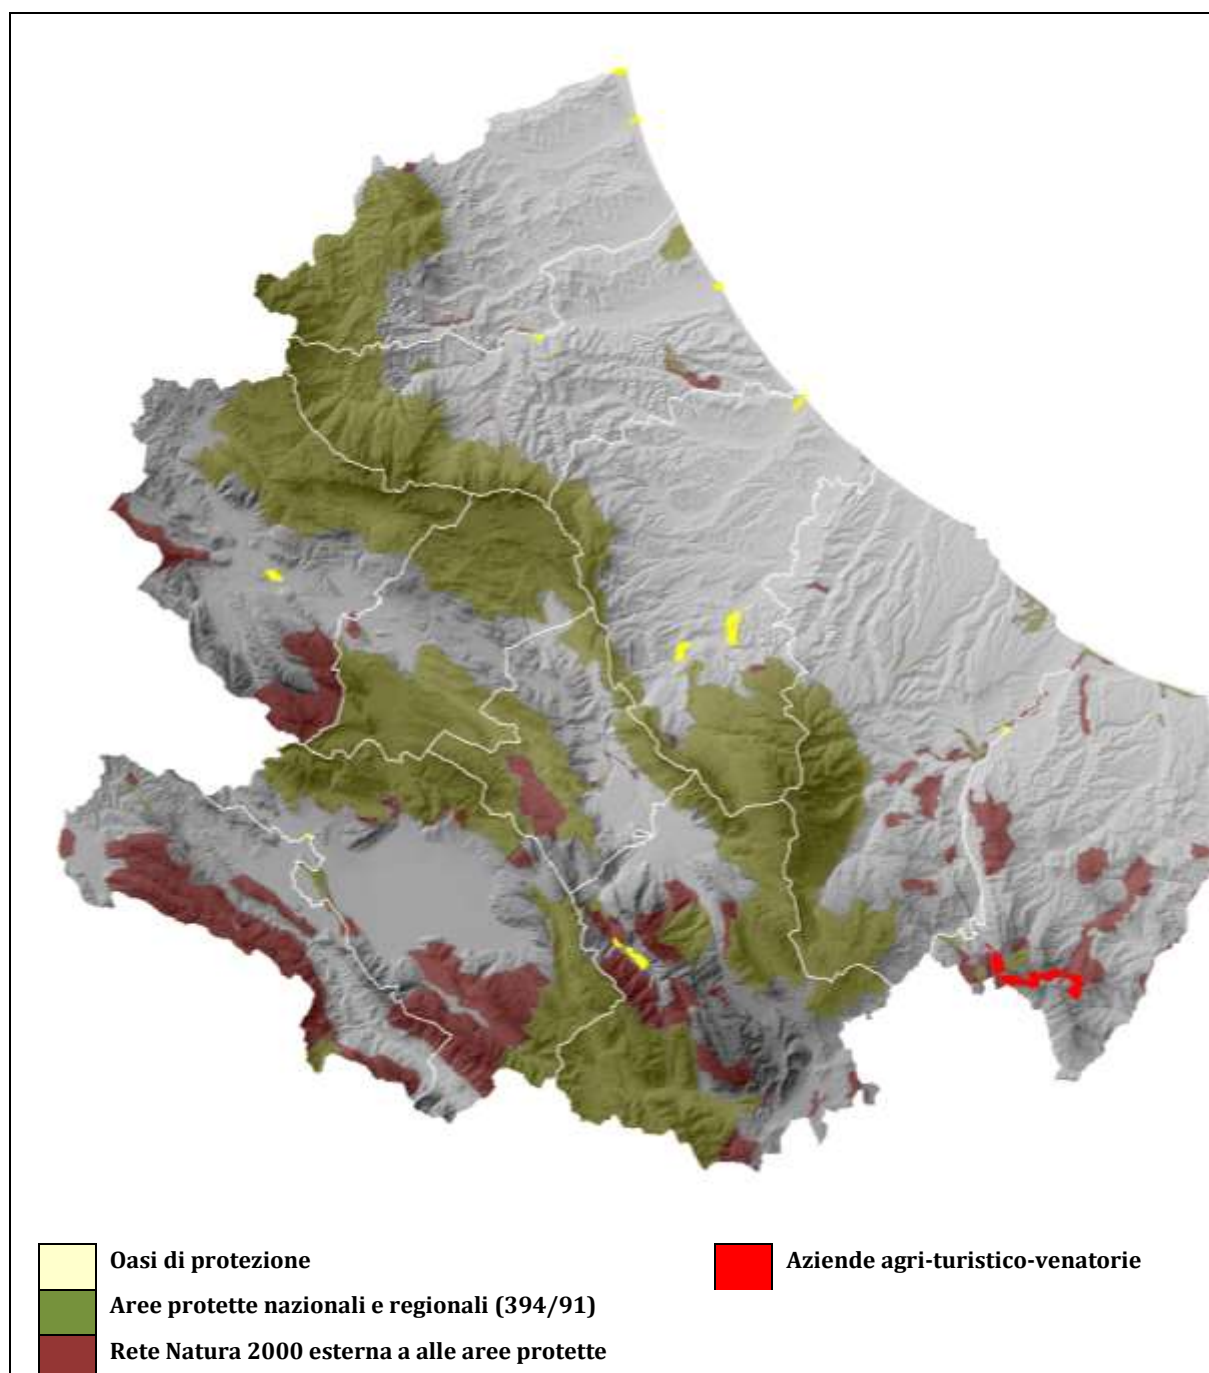 Oasi di protezione
Aziende agri-turistico-venatorie
Aree protette nazionali e regionali (394/91)
Rete Natura 2000 esterna a alle aree protette